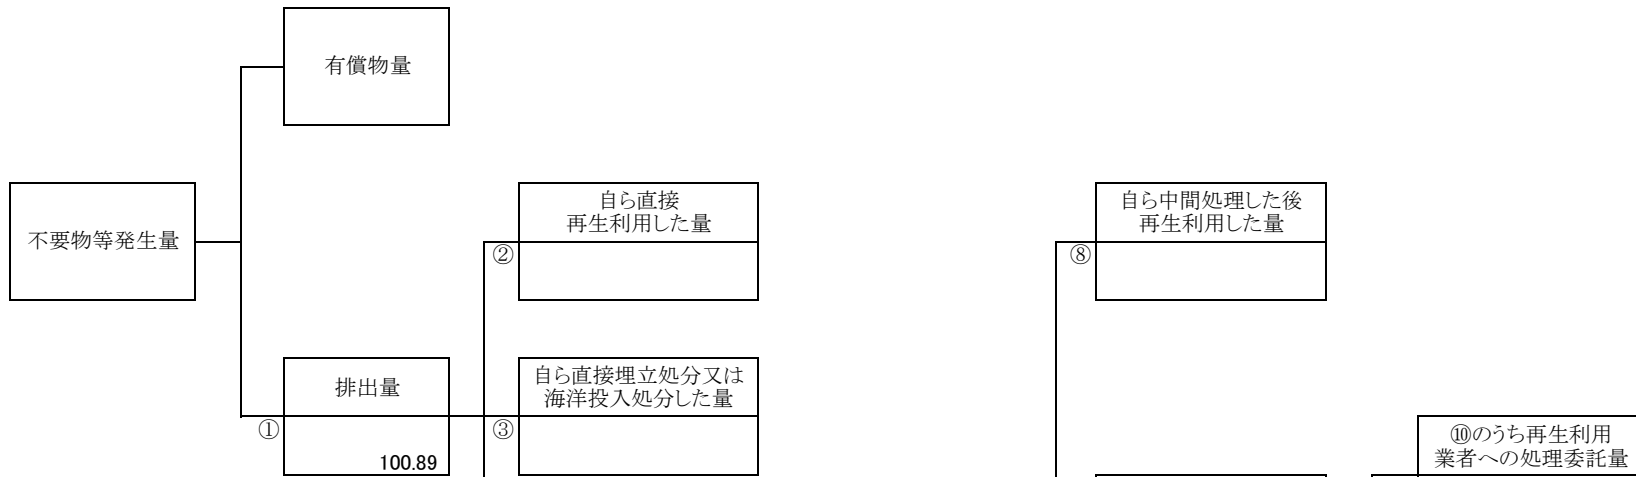 有償物量
不要物等発生量
自ら直接
再生利用した量
②
自ら中間処理した後
再生利用した量
⑧
排出量
①
100.89
自ら直接埋立処分又は
海洋投入処分した量
③
⑩のうち再生利用
業者への処理委託量